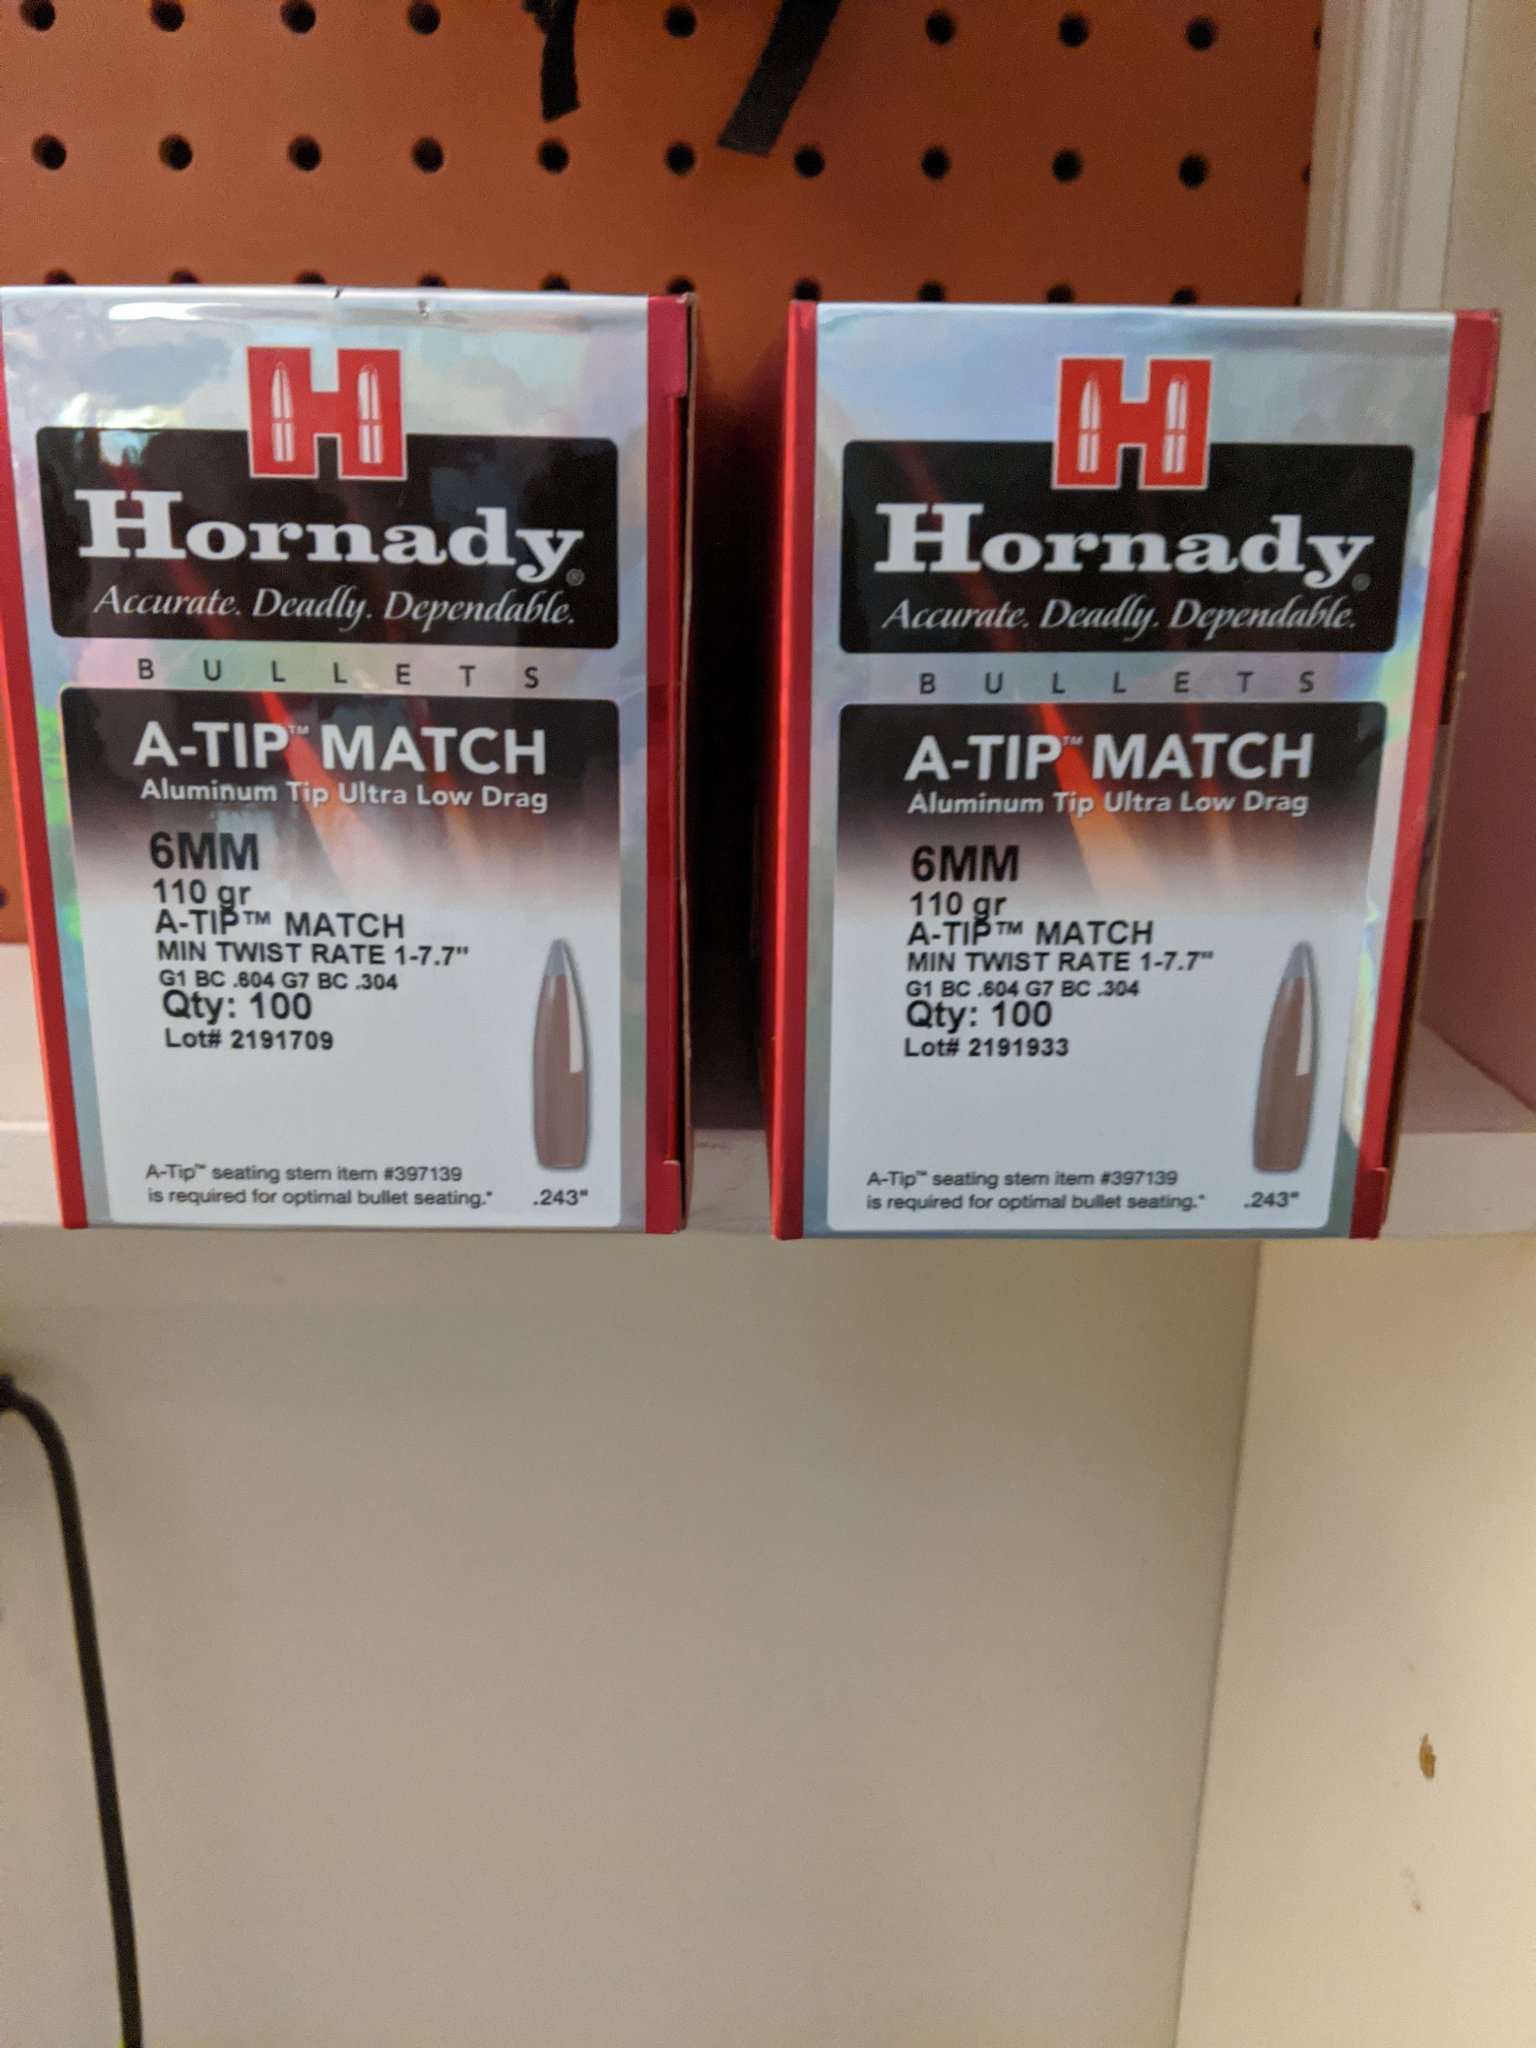 Hornady®
Accurate. Deadly. Dependable.
BULLETS
A-TIP™ MATCH
Aluminum Tip Ultra Low Drag
6MM
110 gr
A-TIP™ MATCH
MIN TWIST RATE 1-7.7"
G1 BC .604 G7 BC .304
Qty: 100
Lot# 2191709
A-Tip™ seating stem item #397139
is required for optimal bullet seating.*
.243"
Hornady®
Accurate. Deadly. Dependable.
BULLETS
A-TIP™ MATCH
Aluminum Tip Ultra Low Drag
6MM
110 gr
A-TIP™ MATCH
MIN TWIST RATE 1-7.7"
G1 BC .604 G7 BC .304
Qty: 100
Lot# 2191933
A-Tip™ seating stem item #397139
is required for optimal bullet seating.*
.243"